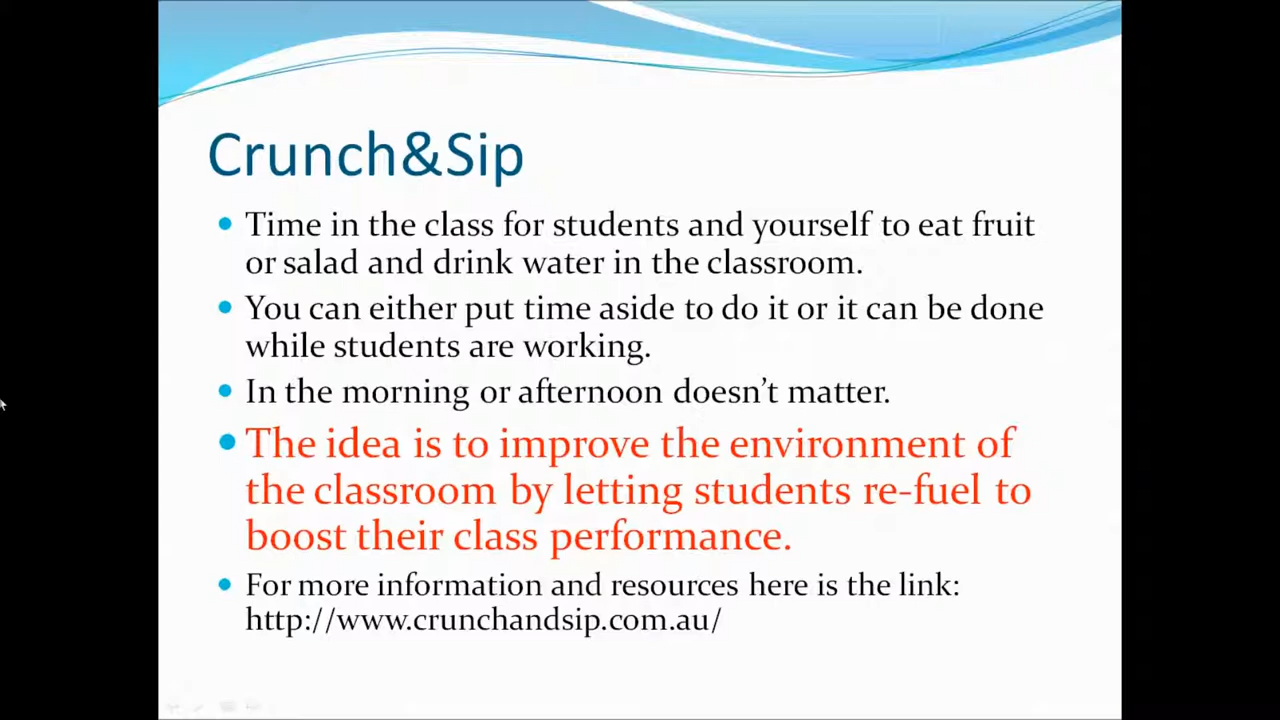 Crunch&Sip
Time in the class for students and yourself to eat fruit
or salad and drink water in the classroom.
You can either put time aside to do it or it can be done
while students are working.
In the morning or afternoon doesn't matter.
The idea is to improve the environment of
the classroom by letting students re-fuel to
boost their class performance.
For more information and resources here is the link:
http://www.crunchandsip.com.au/